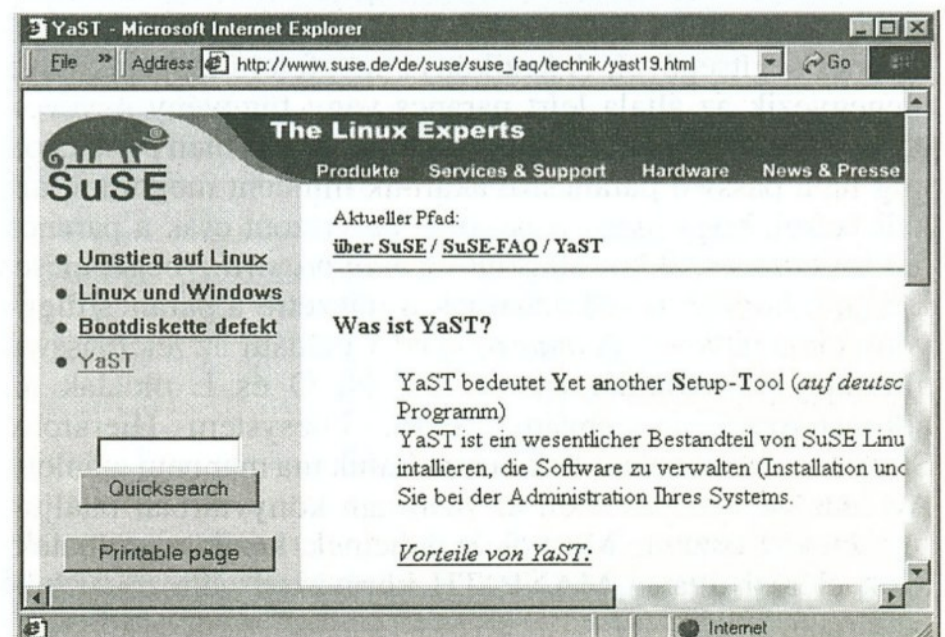 YaST - Microsoft Internet Explorer
File » Address http://www.suse.de/de/suse/suse_faq/technik/yast19.html Go
SuSE
The Linux Experts
Produkte Services & Support Hardware News & Presse
Aktueller Pfad:
über SuSE / SuSE-FAQ / YaST
Umstieg auf Linux
Linux und Windows
Bootdiskette defekt
YaST
Quicksearch
Printable page
Was ist YaST?
YaST bedeutet Yet another Setup-Tool (auf deutsc
Programm)
YaST ist ein wesentlicher Bestandteil von SuSE Linu
intallieren, die Software zu verwalten (Installation und
Sie bei der Administration Ihres Systems.
Vorteile von YaST:
Internet